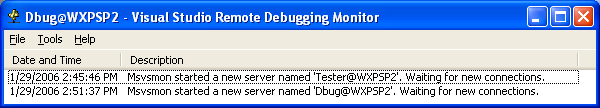 Dbug@WXPSP2 - Visual Studio Remote Debugging Monitor
File Tools Help
Date and Time Description
1/29/2006 2:45:46 PM Msvsmon started a new server named 'Tester@WXPSP2'. Waiting for new connections.
1/29/2006 2:51:37 PM Msvsmon started a new server named 'Dbug@WXPSP2'. Waiting for new connections.